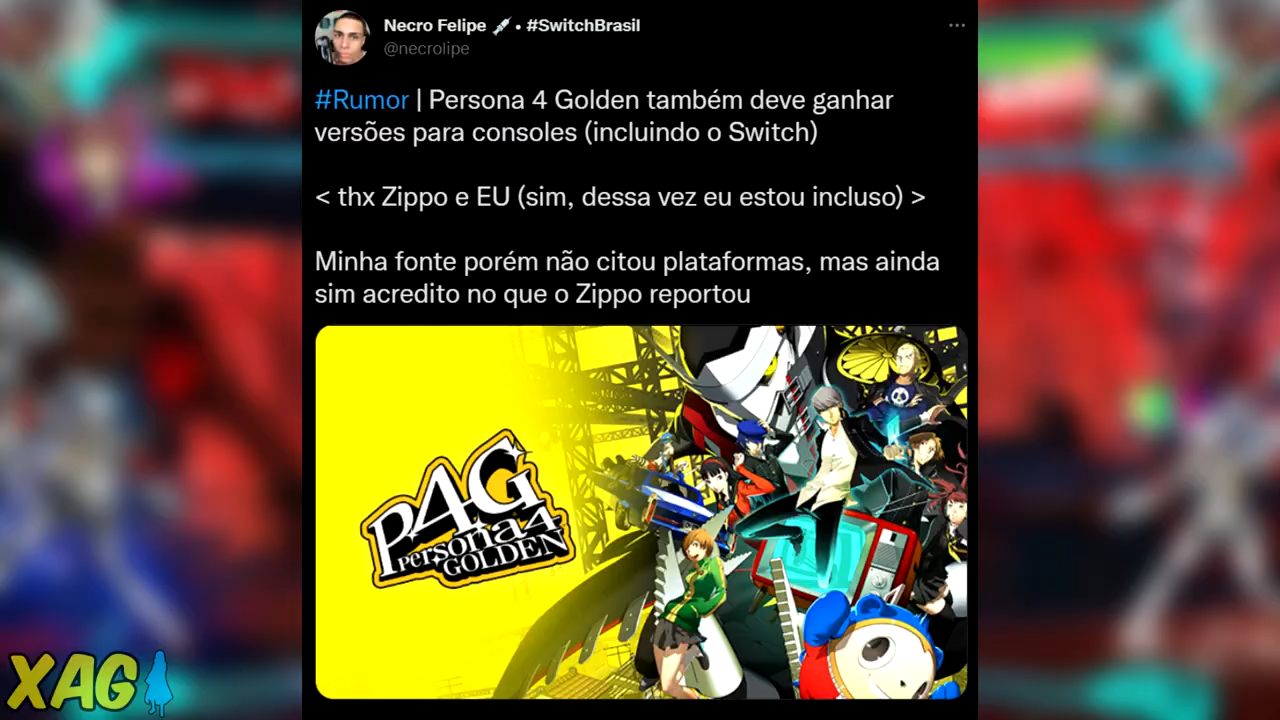 Necro Felipe 💉 • #SwitchBrasil
@necrolipe
#Rumor | Persona 4 Golden também deve ganhar
versões para consoles (incluindo o Switch)
< thx Zippo e EU (sim, dessa vez eu estou incluso) >
Minha fonte porém não citou plataformas, mas ainda
sim acredito no que o Zippo reportou
P4G
Persona 4
GOLDEN
XAG